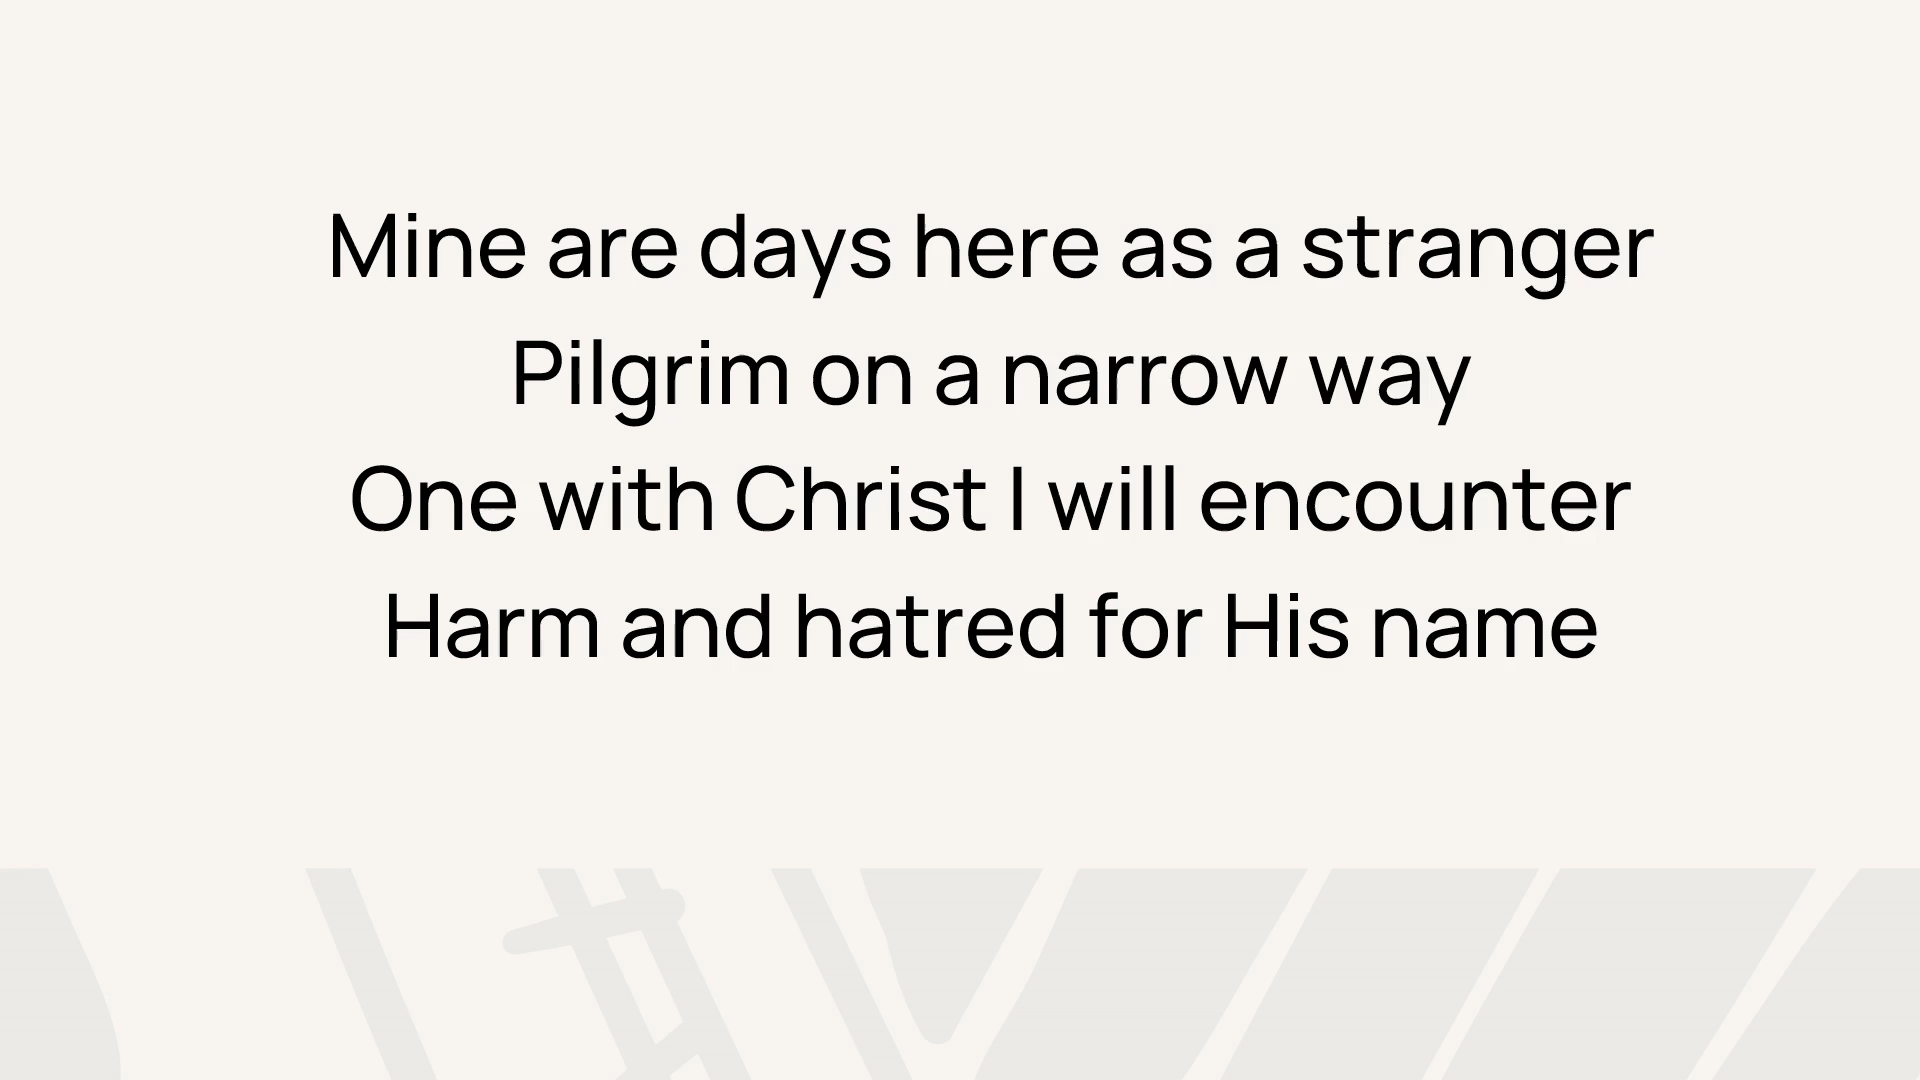 Mine are days here as a stranger
Pilgrim on a narrow way
One with Christ I will encounter
Harm and hatred for His name